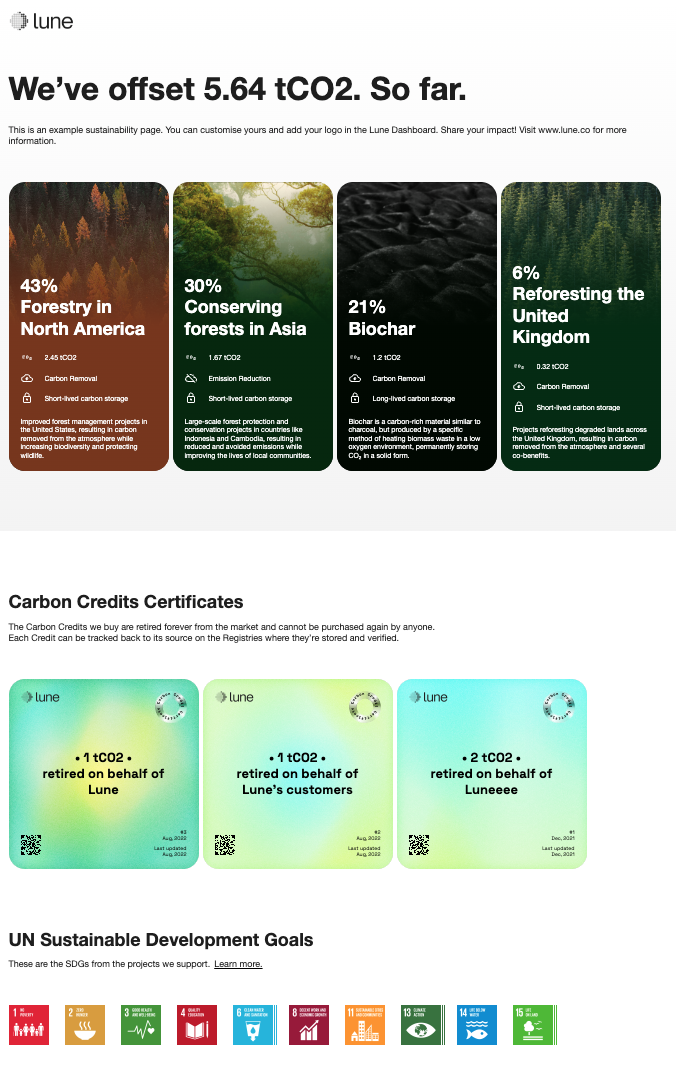 lune
We've offset 5.64 tCO2. So far.
This is an example sustainability page. You can customise yours and add your logo in the Lune Dashboard. Share your impact! Visit www.lune.co for more
information.
43%
Forestry in
North America
2.45 tCO2
Carbon Removal
Short-lived carbon storage
Improved forest management projects in
the United States, resulting in carbon
removed from the atmosphere while
increasing biodiversity and protecting
wildlife.
30%
Conserving
forests in Asia
1.67 tCO2
Emission Reduction
Short-lived carbon storage
Large-scale forest protection and
conservation projects in countries like
Indonesia and Cambodia, resulting in
reduced and avoided emissions while
improving the lives of local communities.
21%
Biochar
1.2 tCO2
Carbon Removal
Long-lived carbon storage
Biochar is a carbon-rich material similar to
charcoal, but produced by a specific
method of heating biomass waste in a low
oxygen environment, permanently storing
CO₂ in a solid form.
6%
Reforesting the
United
Kingdom
0.32 tCO2
Carbon Removal
Short-lived carbon storage
Projects reforesting degraded lands across
the United Kingdom, resulting in carbon
removed from the atmosphere and several
co-benefits.
Carbon Credits Certificates
The Carbon Credits we buy are retired forever from the market and cannot be purchased again by anyone.
Each Credit can be tracked back to its source on the Registries where they're stored and verified.
lune
• 1 tCO2 •
retired on behalf of
Lune
#3
Aug, 2022
Last updated
Aug, 2022
lune
• 1 tCO2 •
retired on behalf of
Lune's customers
#2
Aug, 2022
Last updated
Aug, 2022
lune
• 2 tCO2 •
retired on behalf of
Luneeee
#1
Dec, 2021
Last updated
Dec, 2021
UN Sustainable Development Goals
These are the SDGs from the projects we support. Learn more.
1 NO POVERTY
2 ZERO HUNGER
3 GOOD HEALTH AND WELL-BEING
4 QUALITY EDUCATION
6 CLEAN WATER AND SANITATION
8 DECENT WORK AND ECONOMIC GROWTH
11 SUSTAINABLE CITIES AND COMMUNITIES
13 CLIMATE ACTION
14 LIFE BELOW WATER
15 LIFE ON LAND